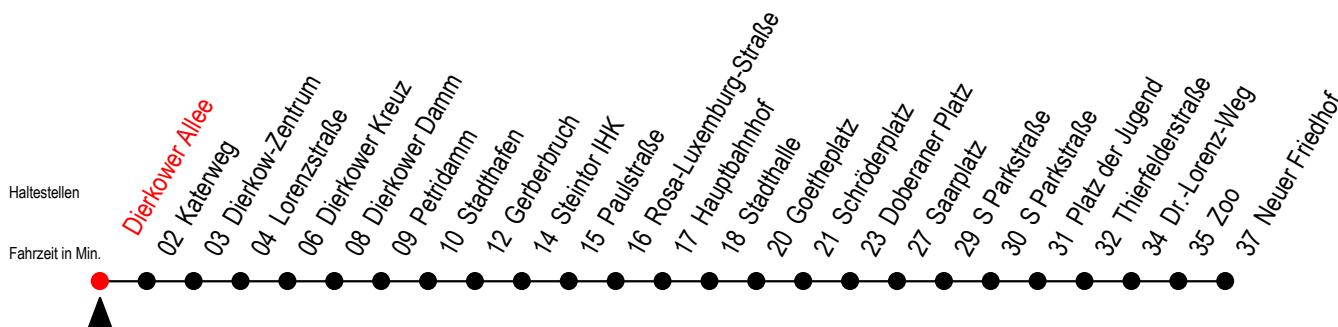 Haltestellen
Fahrzeit in Min.
Dierkower Allee
02 Katerweg
03 Dierkow-Zentrum
04 Lorenzstraße
06 Dierkower Kreuz
08 Dierkower Damm
09 Petridamm
10 Stadthafen
12 Gerberbruch
14 Steintor IHK
15 Paulstraße
16 Rosa-Luxemburg-Straße
17 Hauptbahnhof
18 Stadthalle
20 Goetheplatz
21 Schröderplatz
23 Doberaner Platz
27 Saarplatz
29 S Parkstraße
30 S Parkstraße
31 Platz der Jugend
32 Thierfelderstraße
34 Dr.-Lorenz-Weg
35 Zoo
37 Neuer Friedhof